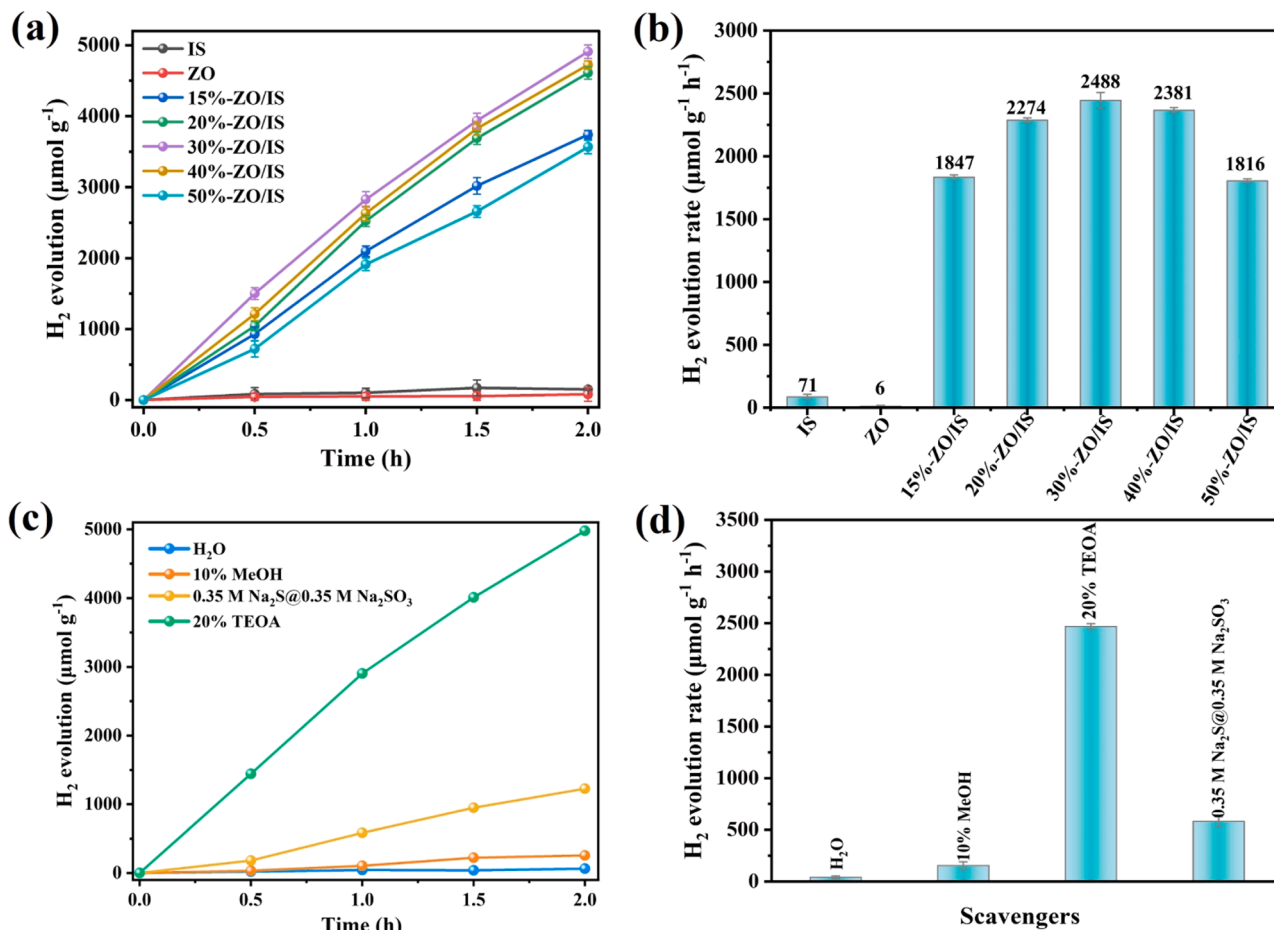 (a)
H₂ evolution (μmol g⁻¹)
5000
4000
3000
2000
1000
0
IS
ZO
15%-ZO/IS
20%-ZO/IS
30%-ZO/IS
40%-ZO/IS
50%-ZO/IS
0.0 0.5 1.0 1.5 2.0
Time (h)
(b)
H₂ evolution rate (μmol g⁻¹ h⁻¹)
3000
2500
2000
1500
1000
500
0
71
6
1847
2274
2488
2381
1816
IS
ZO
15%-ZO/IS
20%-ZO/IS
30%-ZO/IS
40%-ZO/IS
50%-ZO/IS
(c)
H₂ evolution (μmol g⁻¹)
5000
4000
3000
2000
1000
0
H₂O
10% MeOH
0.35 M Na₂S@0.35 M Na₂SO₃
20% TEOA
0.0 0.5 1.0 1.5 2.0
Time (h)
(d)
H₂ evolution rate (μmol g⁻¹ h⁻¹)
3500
3000
2500
2000
1500
1000
500
0
H₂O
10% MeOH
20% TEOA
0.35 M Na₂S@0.35 M Na₂SO₃
Scavengers